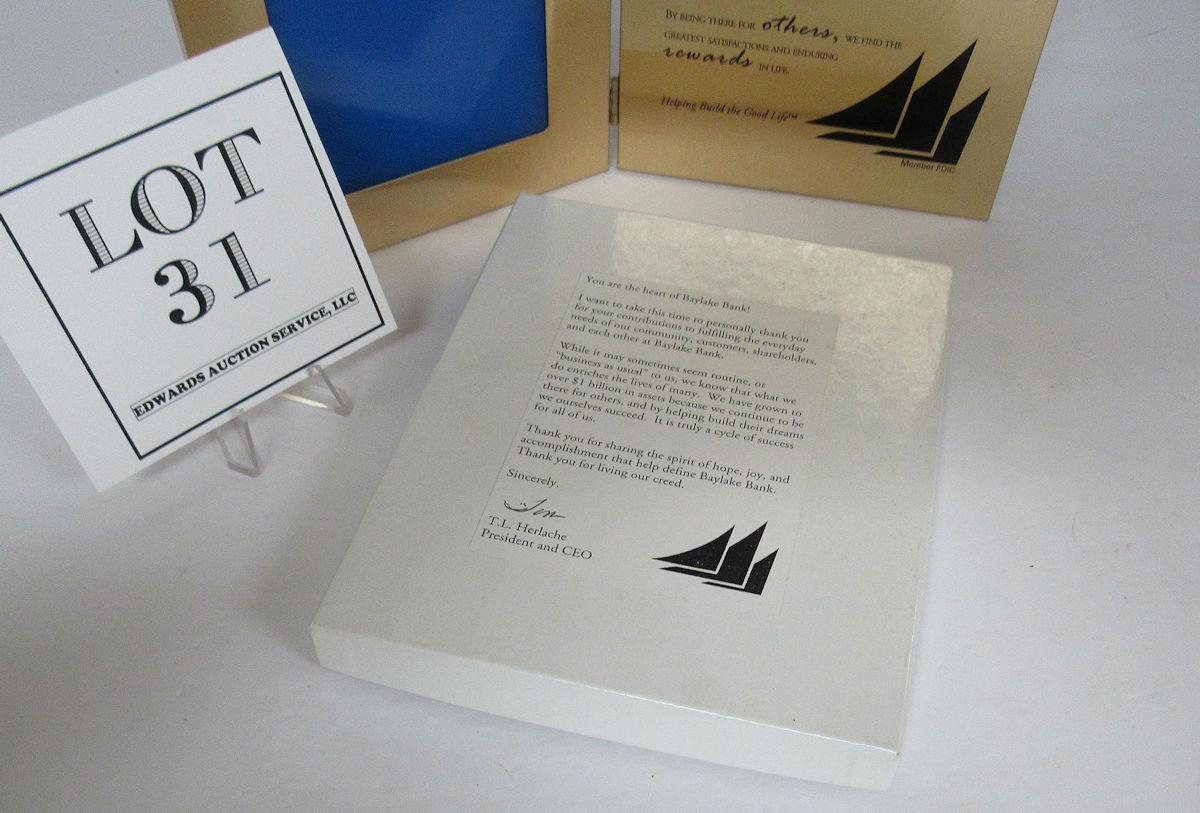 LOT
31
EDWARDS AUCTION SERVICE, LLC
BY BEING THERE FOR others, WE FIND THE
GREATEST SATISFACTIONS AND ENDURING
rewards IN LIFE.
Helping Build the Good Life™
Member FDIC
You are the heart of Baylake Bank!
I want to take this time to personally thank you
for your contributions to fulfilling the everyday
needs of our community, customers, shareholders,
and each other at Baylake Bank.
While it may sometimes seem routine, or
"business as usual" to us, we know that what we
do enriches the lives of many. We have grown to
over $1 billion in assets because we continue to be
there for others, and by helping build their dreams
we ourselves succeed. It is truly a cycle of success
for all of us.
Thank you for sharing the spirit of hope, joy, and
accomplishment that help define Baylake Bank.
Thank you for living our creed.
Sincerely,
T.L. Herlache
President and CEO